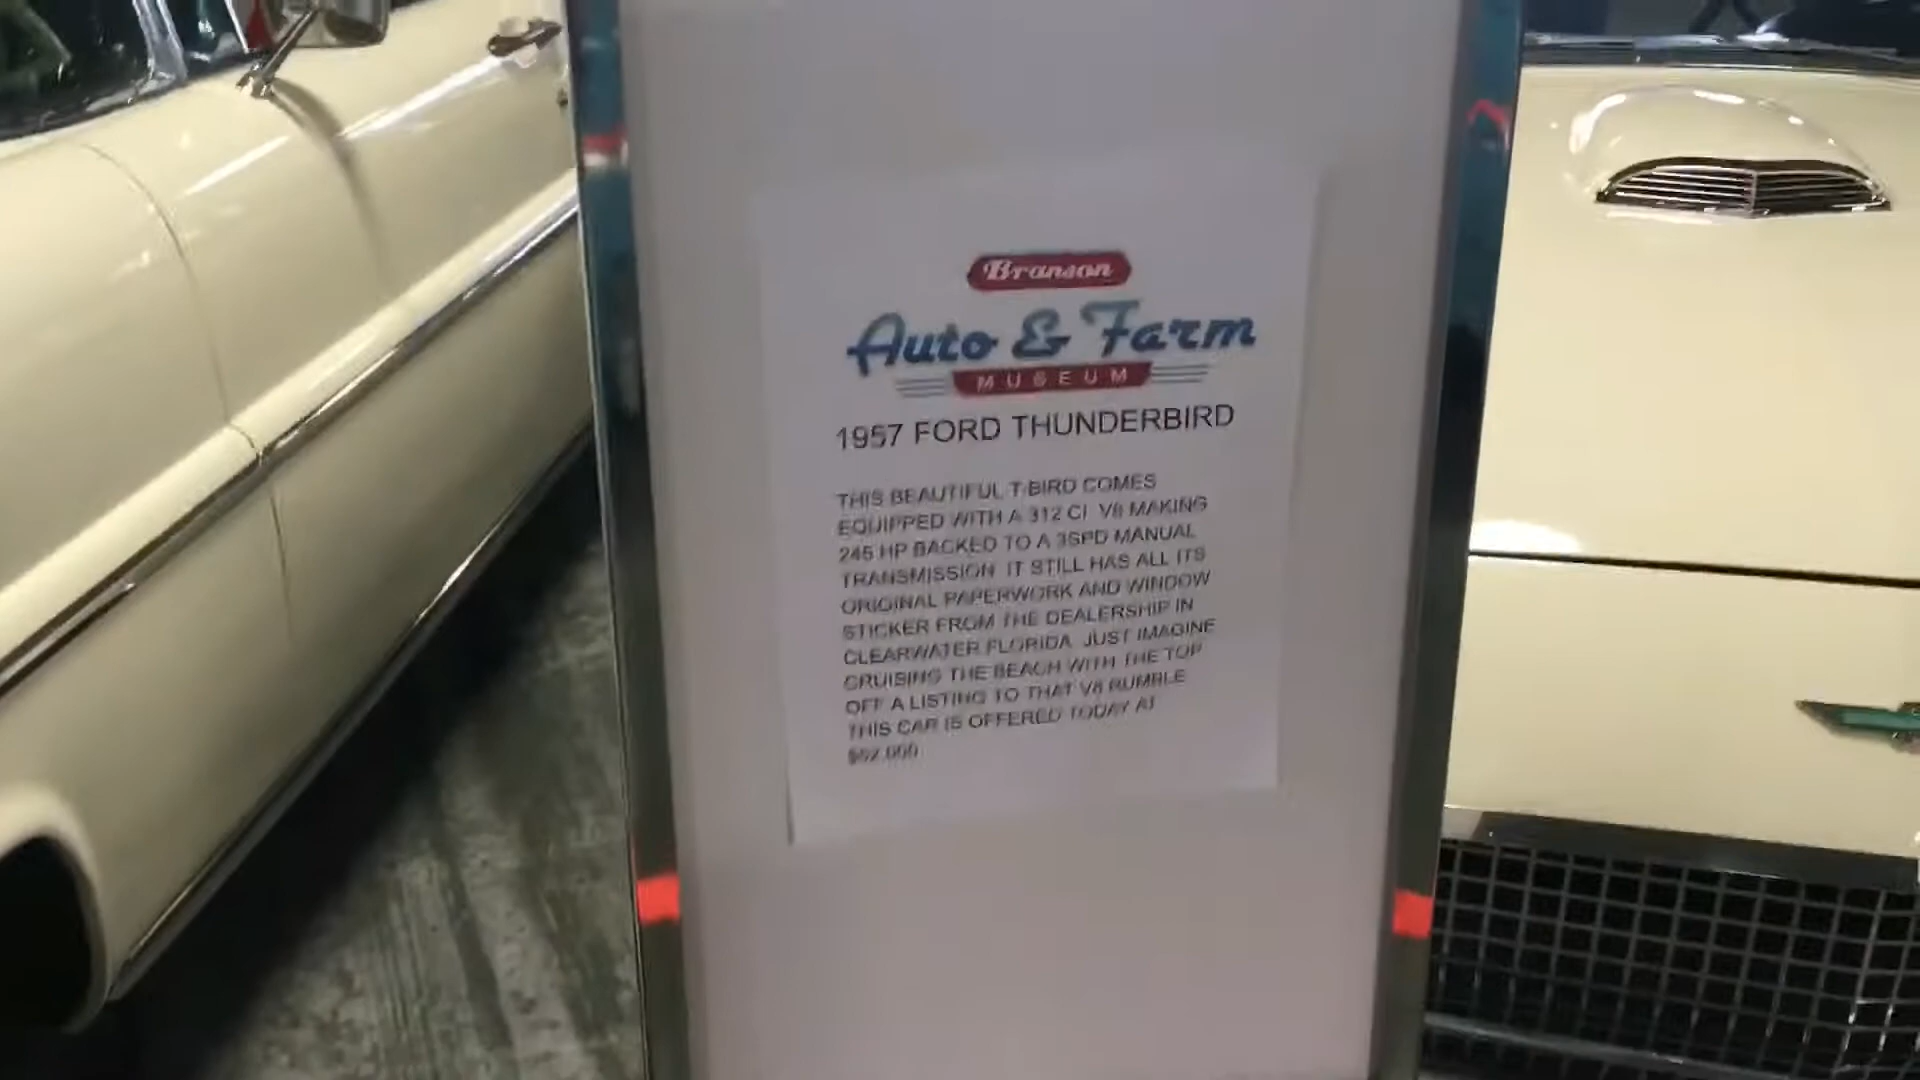 Branson
Auto & Farm
MUSEUM
1957 FORD THUNDERBIRD
THIS BEAUTIFUL T-BIRD COMES
EQUIPPED WITH A 312 CI V8 MAKING
245 HP BACKED TO A 3SPD MANUAL
TRANSMISSION. IT STILL HAS ALL ITS
ORIGINAL PAPERWORK AND WINDOW
STICKER FROM THE DEALERSHIP IN
CLEARWATER FLORIDA. JUST IMAGINE
CRUISING THE BEACH WITH THE TOP
OFF A LISTING TO THAT V8 RUMBLE
THIS CAR IS OFFERED TODAY AT